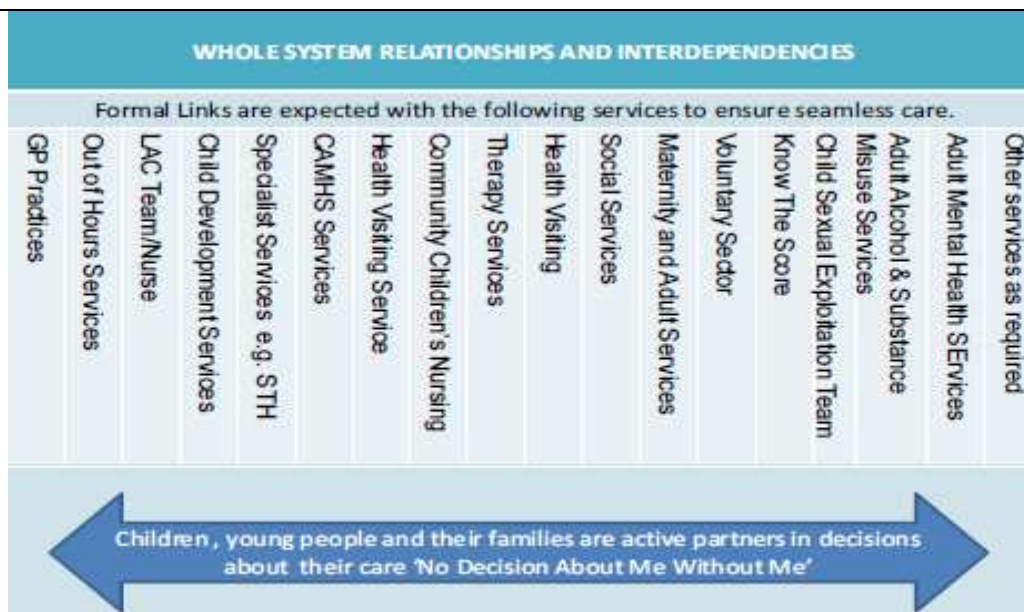 WHOLE SYSTEM RELATIONSHIPS AND INTERDEPENDENCIES
Formal Links are expected with the following services to ensure seamless care.
GP Practices
Out of Hours Services
LAC Team/Nurse
Child Development Services
Specialist Services e.g. STH
CAMHS Services
Health Visiting Service
Community Children's Nursing
Therapy Services
Health Visiting
Social Services
Maternity and Adult Services
Voluntary Sector
Know The Score
Child Sexual Exploitation Team
Adult Alcohol & Substance
Misuse Services
Adult Mental Health SErvices
Other services as required
Children , young people and their families are active partners in decisions
about their care ‘No Decision About Me Without Me’